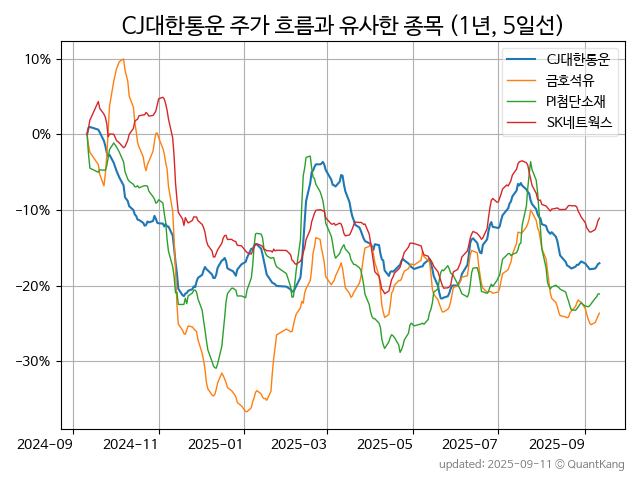 CJ대한통운 주가 흐름과 유사한 종목 (1년, 5일선)
CJ대한통운
금호석유
PI첨단소재
SK네트웍스
10%
0%
−10%
−20%
−30%
2024-09 2024-11 2025-01 2025-03 2025-05 2025-07 2025-09
updated: 2025-09-11 © QuantKang